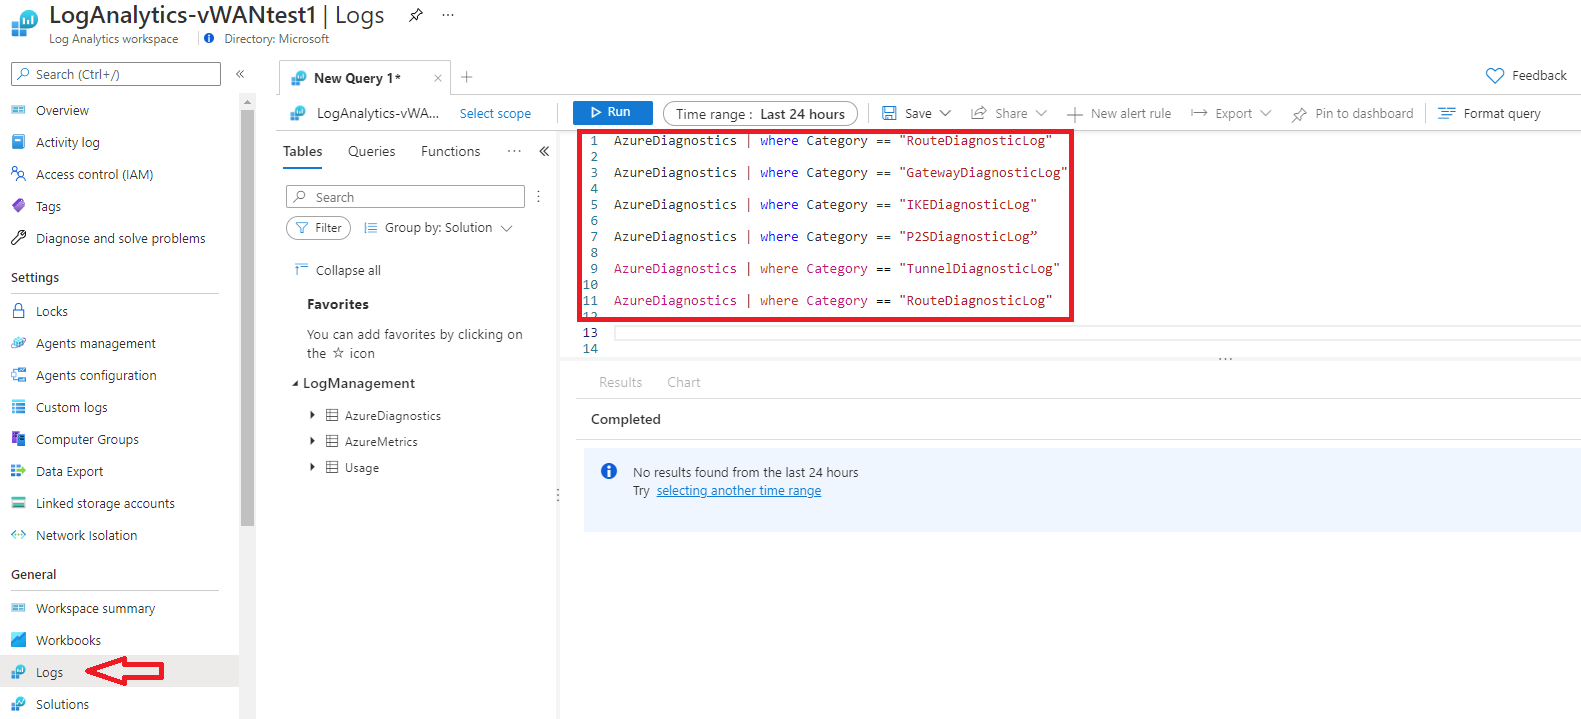 LogAnalytics-vWANtest1 | Logs ...
Log Analytics workspace Directory: Microsoft
Search (Ctrl+/) «
Overview
Activity log
Access control (IAM)
Tags
Diagnose and solve problems
Settings
Locks
Agents management
Agents configuration
Custom logs
Computer Groups
Data Export
Linked storage accounts
Network Isolation
General
Workspace summary
Workbooks
Logs
Solutions
New Query 1* × +
Feedback
LogAnalytics-vWA... Select scope
Run Time range : Last 24 hours Save Share New alert rule Export Pin to dashboard Format query
Tables Queries Functions ... «
Search
Filter Group by: Solution
Collapse all
Favorites
You can add favorites by clicking on
the ☆ icon
LogManagement
AzureDiagnostics
AzureMetrics
Usage
1 AzureDiagnostics | where Category == "RouteDiagnosticLog"
2
3 AzureDiagnostics | where Category == "GatewayDiagnosticLog"
4
5 AzureDiagnostics | where Category == "IKEDiagnosticLog"
6
7 AzureDiagnostics | where Category == "P2SDiagnosticLog”
8
9 AzureDiagnostics | where Category == "TunnelDiagnosticLog"
10
11 AzureDiagnostics | where Category == "RouteDiagnosticLog"
12
13
14
Results Chart
Completed
No results found from the last 24 hours
Try selecting another time range